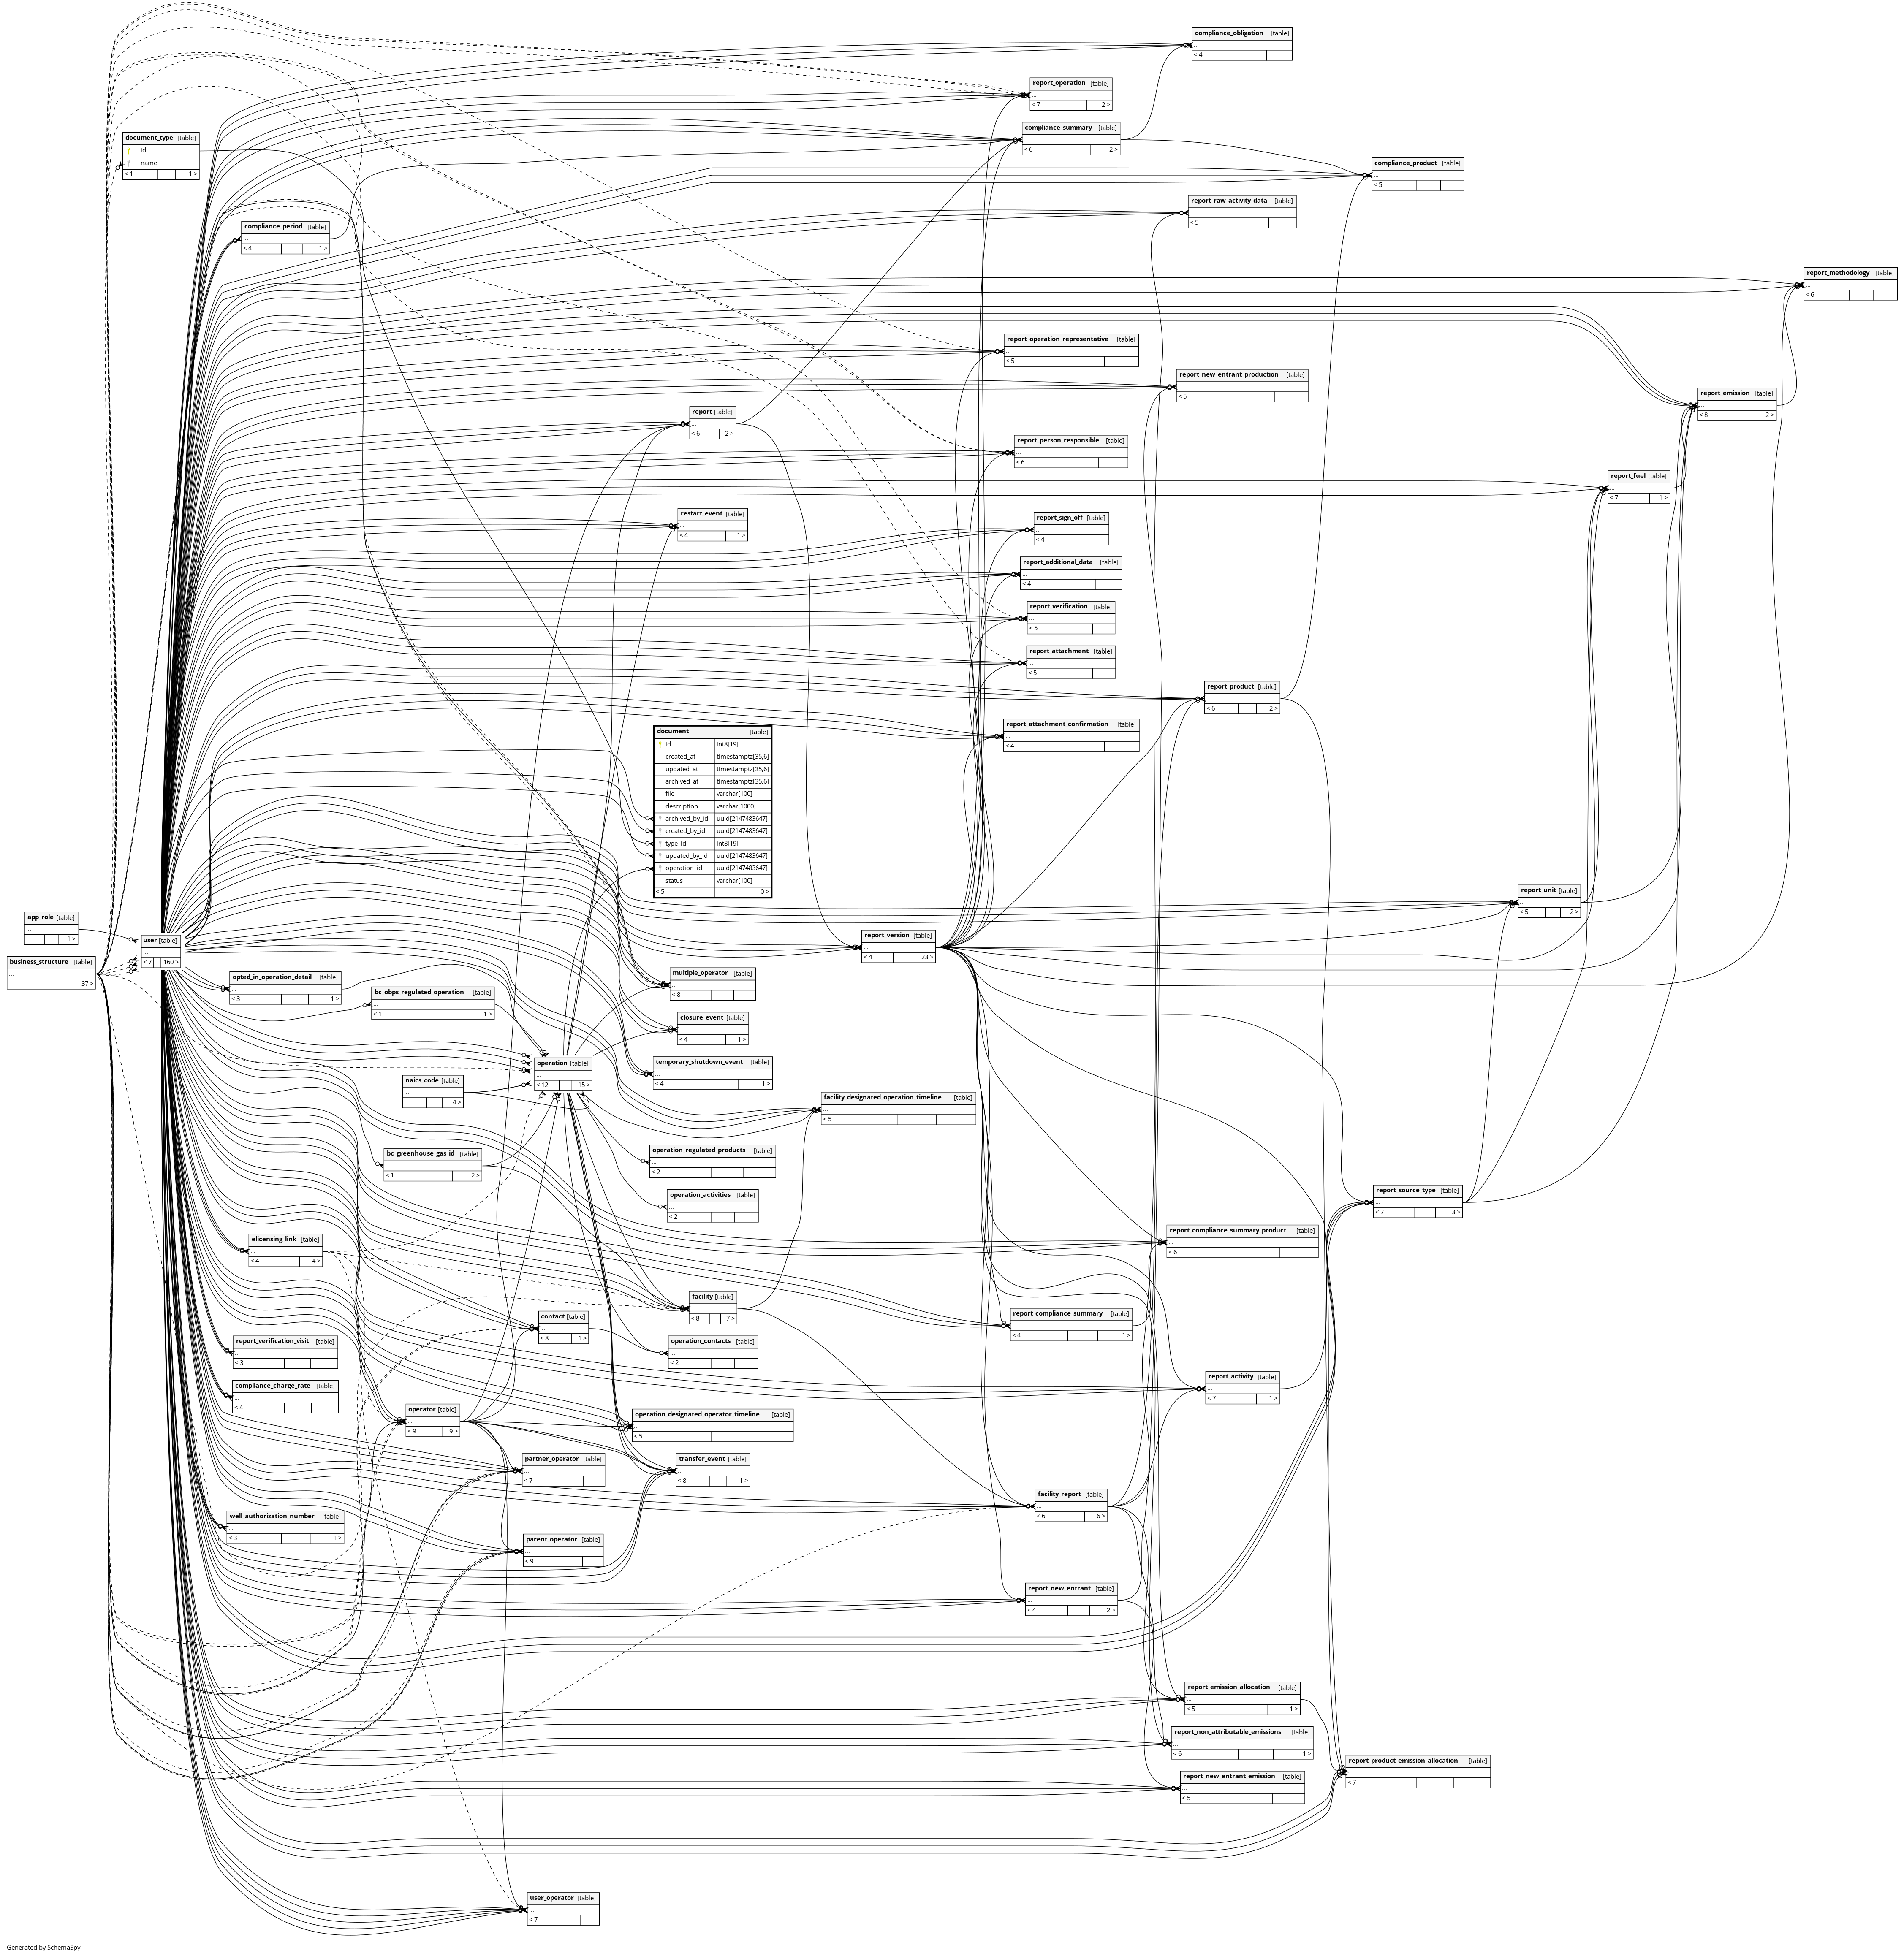 compliance_obligation [table]
...
< 4
report_operation [table]
...
< 7 2 >
compliance_summary [table]
...
< 6 2 >
document_type [table]
id
name
< 1 1 >
compliance_product [table]
...
< 5
report_raw_activity_data [table]
...
< 5
compliance_period [table]
...
< 4 1 >
report_methodology [table]
...
< 6
report_operation_representative [table]
...
< 5
report_new_entrant_production [table]
...
< 5
report_emission [table]
...
< 8 2 >
report [table]
...
< 6 2 >
report_person_responsible [table]
...
< 6
report_fuel [table]
...
< 7 1 >
restart_event [table]
...
< 4 1 >
report_sign_off [table]
...
< 4
report_additional_data [table]
...
< 4
report_verification [table]
...
< 5
report_attachment [table]
...
< 5
report_product [table]
...
< 6 2 >
report_attachment_confirmation [table]
...
< 4
document [table]
id int8[19]
created_at timestamptz[35,6]
updated_at timestamptz[35,6]
archived_at timestamptz[35,6]
file varchar[100]
description varchar[1000]
archived_by_id uuid[2147483647]
created_by_id uuid[2147483647]
type_id int8[19]
updated_by_id uuid[2147483647]
operation_id uuid[2147483647]
status varchar[100]
< 5 0 >
report_unit [table]
...
< 5 2 >
app_role [table]
...
1 >
user [table]
...
< 7 160 >
report_version [table]
...
< 4 23 >
business_structure [table]
...
37 >
opted_in_operation_detail [table]
...
< 3 1 >
multiple_operator [table]
...
< 8
bc_obps_regulated_operation [table]
...
< 1 1 >
closure_event [table]
...
< 4 1 >
operation [table]
...
< 12 15 >
temporary_shutdown_event [table]
...
< 4 1 >
naics_code [table]
...
4 >
facility_designated_operation_timeline [table]
...
< 5
bc_greenhouse_gas_id [table]
...
< 1 2 >
operation_regulated_products [table]
...
< 2
operation_activities [table]
...
< 2
report_source_type [table]
...
< 7 3 >
elicensing_link [table]
...
< 4 4 >
report_compliance_summary_product [table]
...
< 6
facility [table]
...
< 8 7 >
contact [table]
...
< 8 1 >
report_compliance_summary [table]
...
< 4 1 >
report_verification_visit [table]
...
< 3
operation_contacts [table]
...
< 2
report_activity [table]
...
< 7 1 >
compliance_charge_rate [table]
...
< 4
operator [table]
...
< 9 9 >
operation_designated_operator_timeline [table]
...
< 5
partner_operator [table]
...
< 7
transfer_event [table]
...
< 8 1 >
facility_report [table]
...
< 6 6 >
well_authorization_number [table]
...
< 3 1 >
parent_operator [table]
...
< 9
report_new_entrant [table]
...
< 4 2 >
report_emission_allocation [table]
...
< 5 1 >
report_non_attributable_emissions [table]
...
< 6 1 >
report_product_emission_allocation [table]
...
< 7
report_new_entrant_emission [table]
...
< 5
user_operator [table]
...
< 7
Generated by SchemaSpy